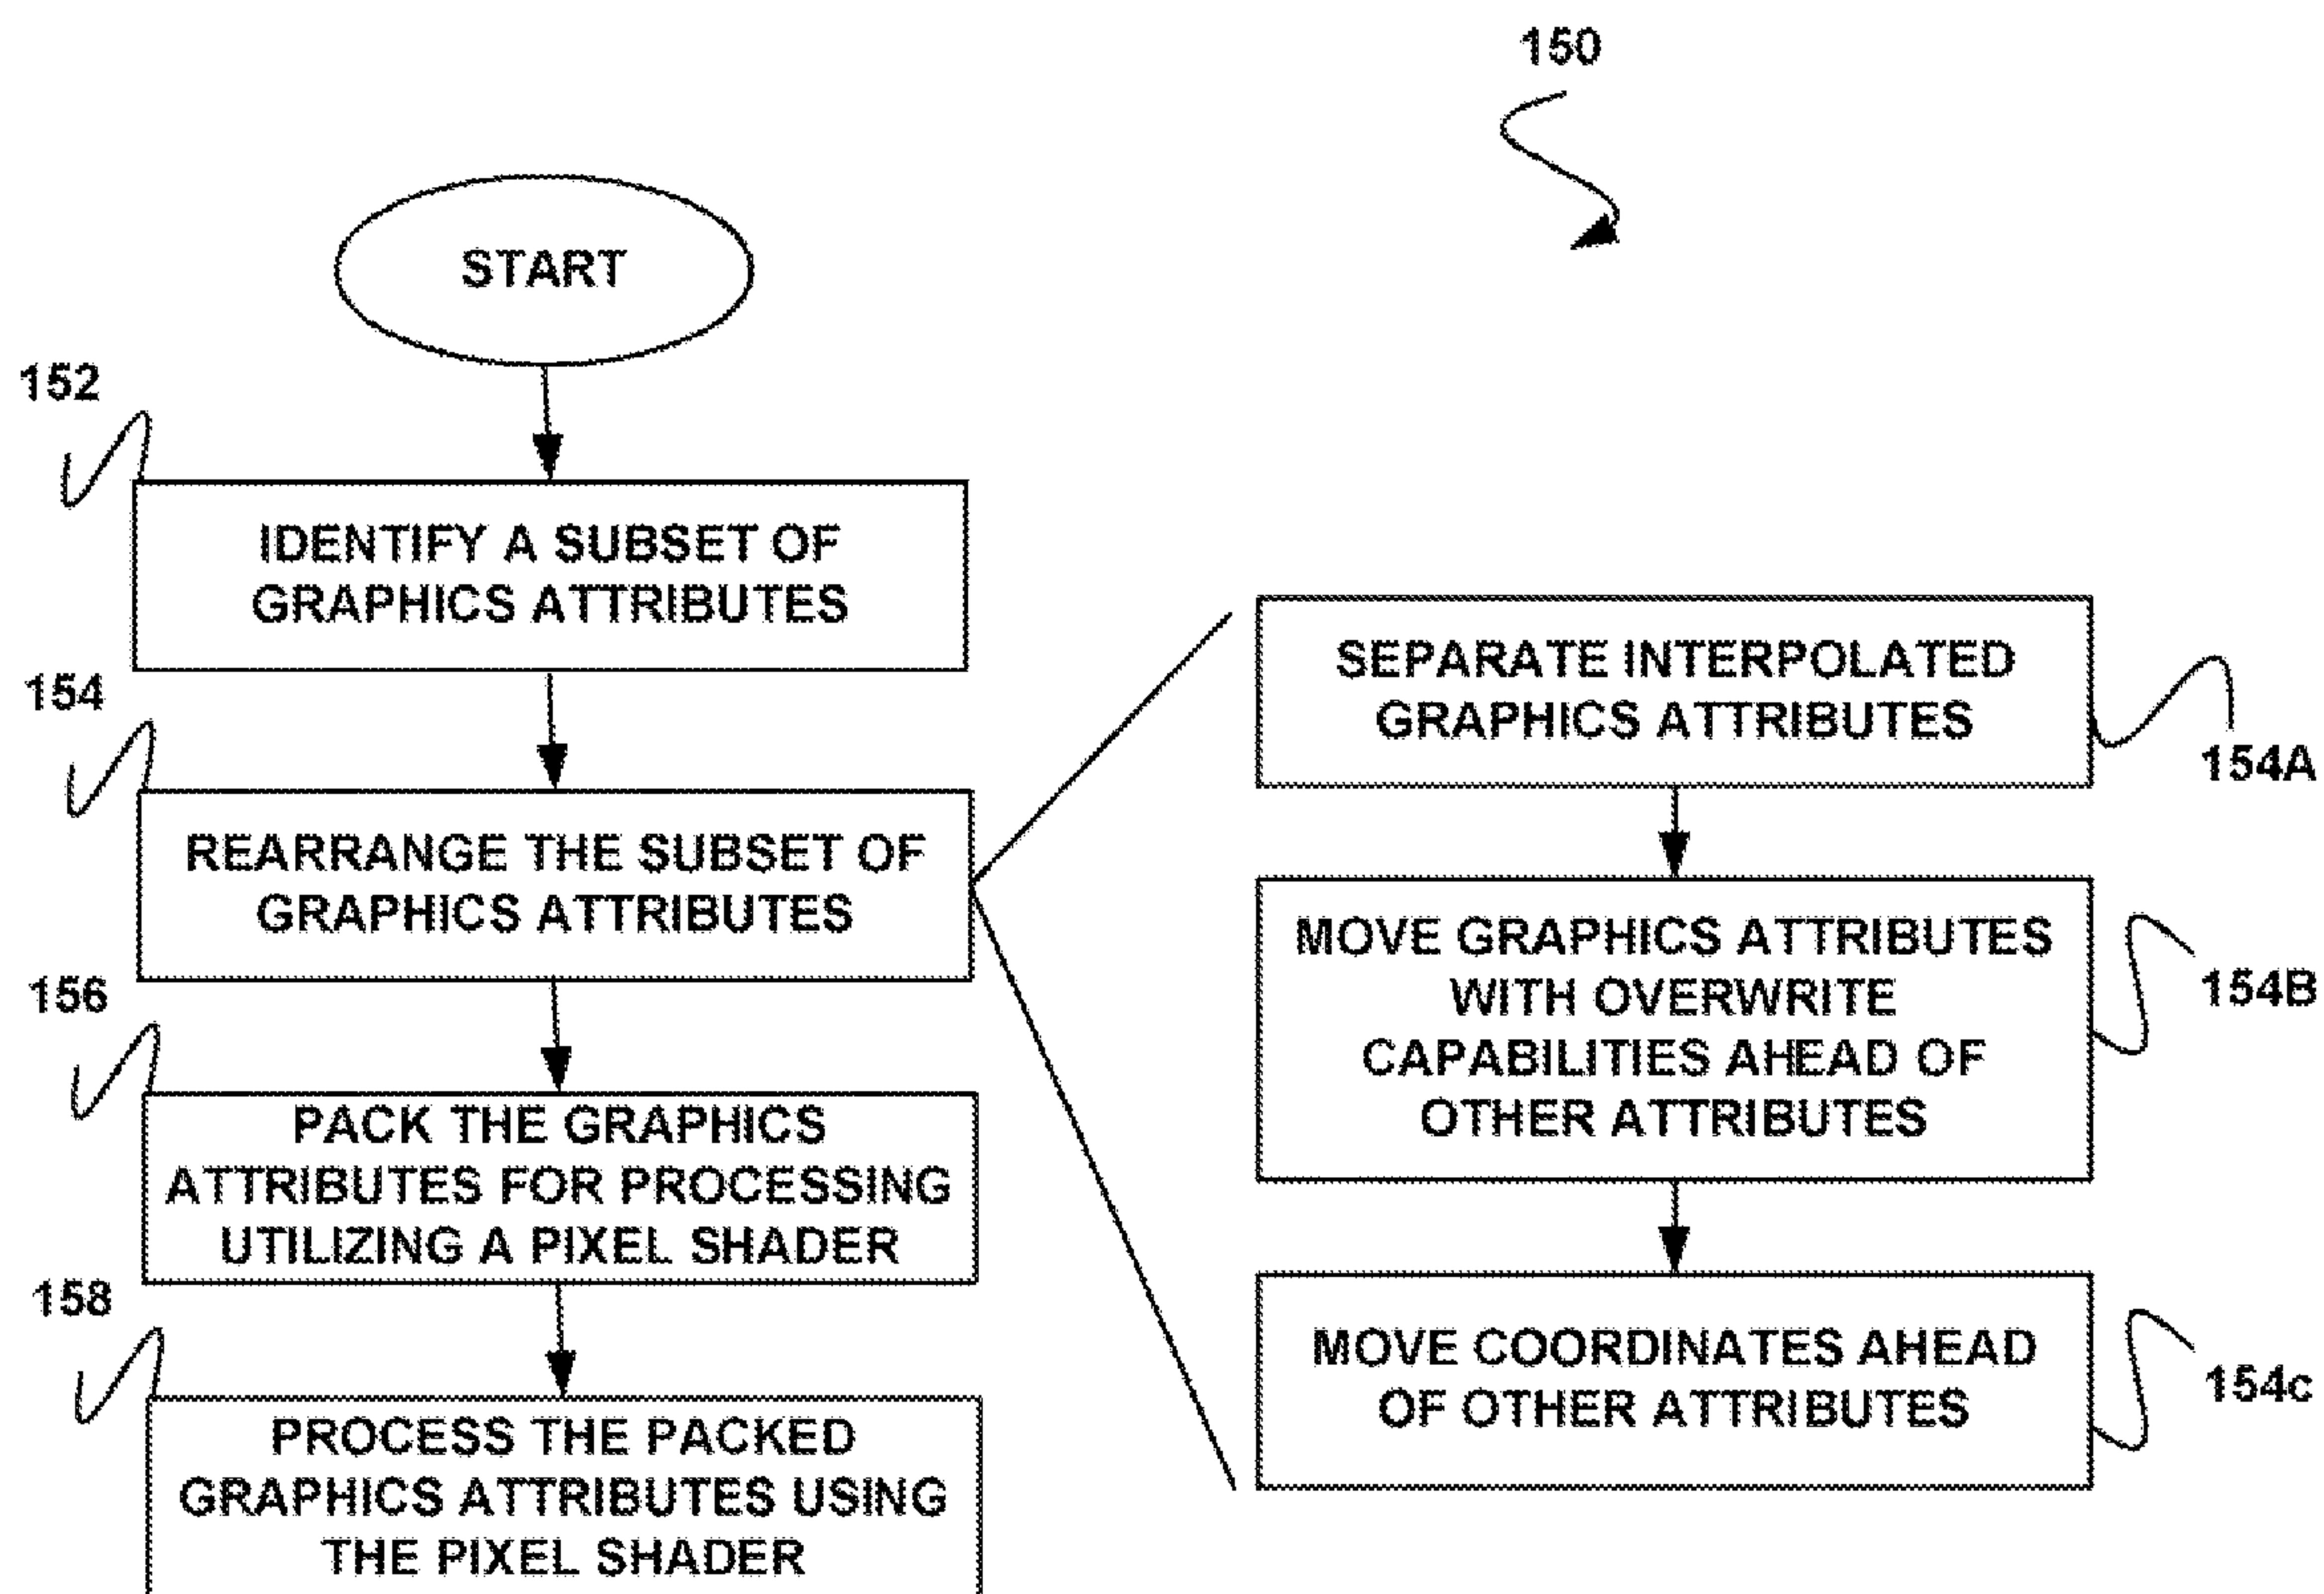 150
START
152
IDENTIFY A SUBSET OF
GRAPHICS ATTRIBUTES
154
REARRANGE THE SUBSET OF
GRAPHICS ATTRIBUTES
156
PACK THE GRAPHICS
ATTRIBUTES FOR PROCESSING
UTILIZING A PIXEL SHADER
158
PROCESS THE PACKED
GRAPHICS ATTRIBUTES USING
THE PIXEL SHADER
SEPARATE INTERPOLATED
GRAPHICS ATTRIBUTES
154A
MOVE GRAPHICS ATTRIBUTES
WITH OVERWRITE
CAPABILITIES AHEAD OF
OTHER ATTRIBUTES
154B
MOVE COORDINATES AHEAD
OF OTHER ATTRIBUTES
154c